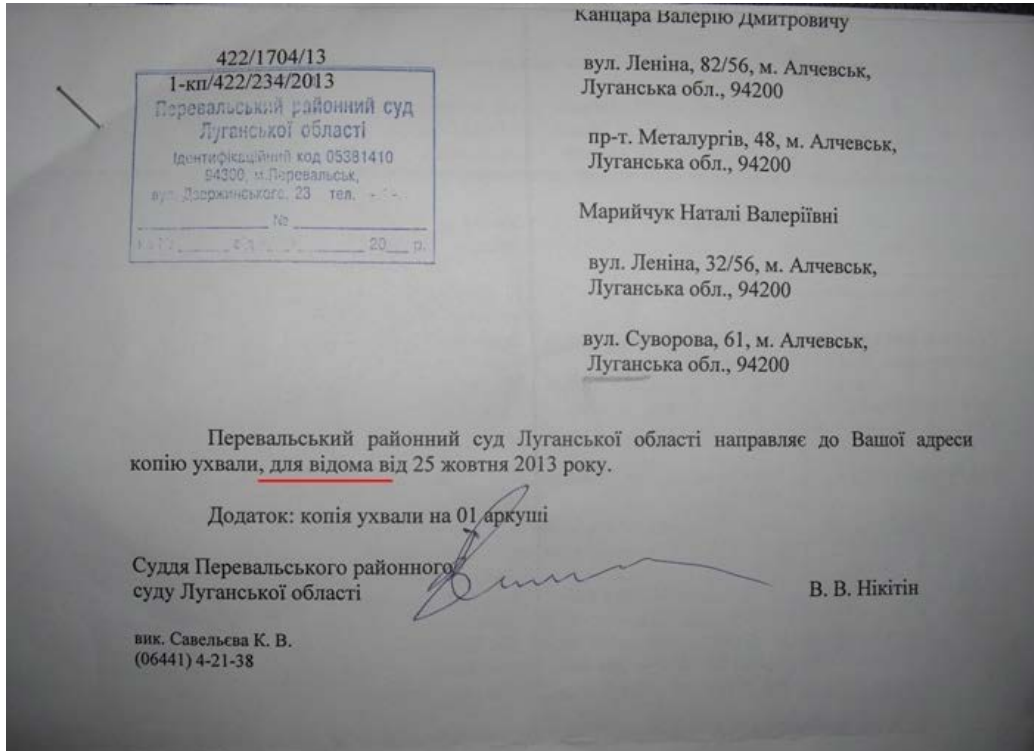 422/1704/13
1-кп/422/234/2013
Перевальський районний суд
Луганської області
Ідентифікаційний код 05381410
94300, м.Перевальськ,
вул. Дзержинського, 23 тел.
№
20 р.
Канцара Валерію Дмитровичу
вул. Леніна, 82/56, м. Алчевськ,
Луганська обл., 94200
пр-т. Металургів, 48, м. Алчевськ,
Луганська обл., 94200
Марийчук Наталі Валеріївні
вул. Леніна, 32/56, м. Алчевськ,
Луганська обл., 94200
вул. Суворова, 61, м. Алчевськ,
Луганська обл., 94200
Перевальський районний суд Луганської області направляє до Вашої адреси
копію ухвали, для відома від 25 жовтня 2013 року.
Додаток: копія ухвали на 01 аркуші
Суддя Перевальського районного
суду Луганської області
В. В. Нікітін
вик. Савельєва К. В.
(06441) 4-21-38